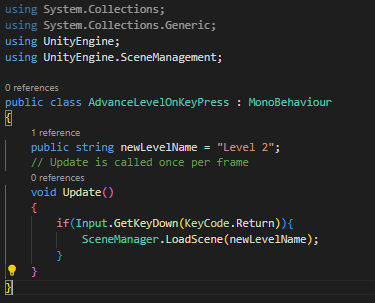 using System.Collections;
using System.Collections.Generic;
using UnityEngine;
using UnityEngine.SceneManagement;
0 references
public class AdvanceLevelOnKeyPress : MonoBehaviour
{
1 reference
public string newLevelName = "Level 2";
// Update is called once per frame
0 references
void Update()
{
if(Input.GetKeyDown(KeyCode.Return)){
SceneManager.LoadScene(newLevelName);
}
}
}